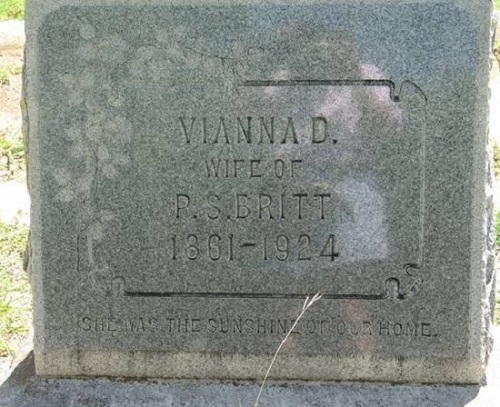 VIANNA D.
WIFE OF
P. S. BRITT
1861-1924
SHE WAS THE SUNSHINE OF OUR HOME.